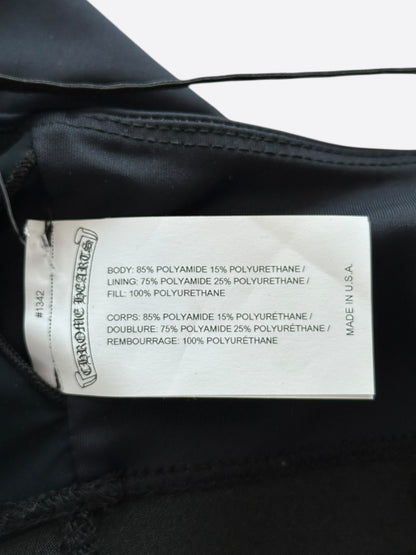 #1342
CHROME HEARTS
BODY: 85% POLYAMIDE 15% POLYURETHANE /
LINING: 75% POLYAMIDE 25% POLYURETHANE /
FILL: 100% POLYURETHANE
CORPS: 85% POLYAMIDE 15% POLYURÉTHANE /
DOUBLURE: 75% POLYAMIDE 25% POLYURÉTHANE /
REMBOURRAGE: 100% POLYURÉTHANE
MADE IN U.S.A.